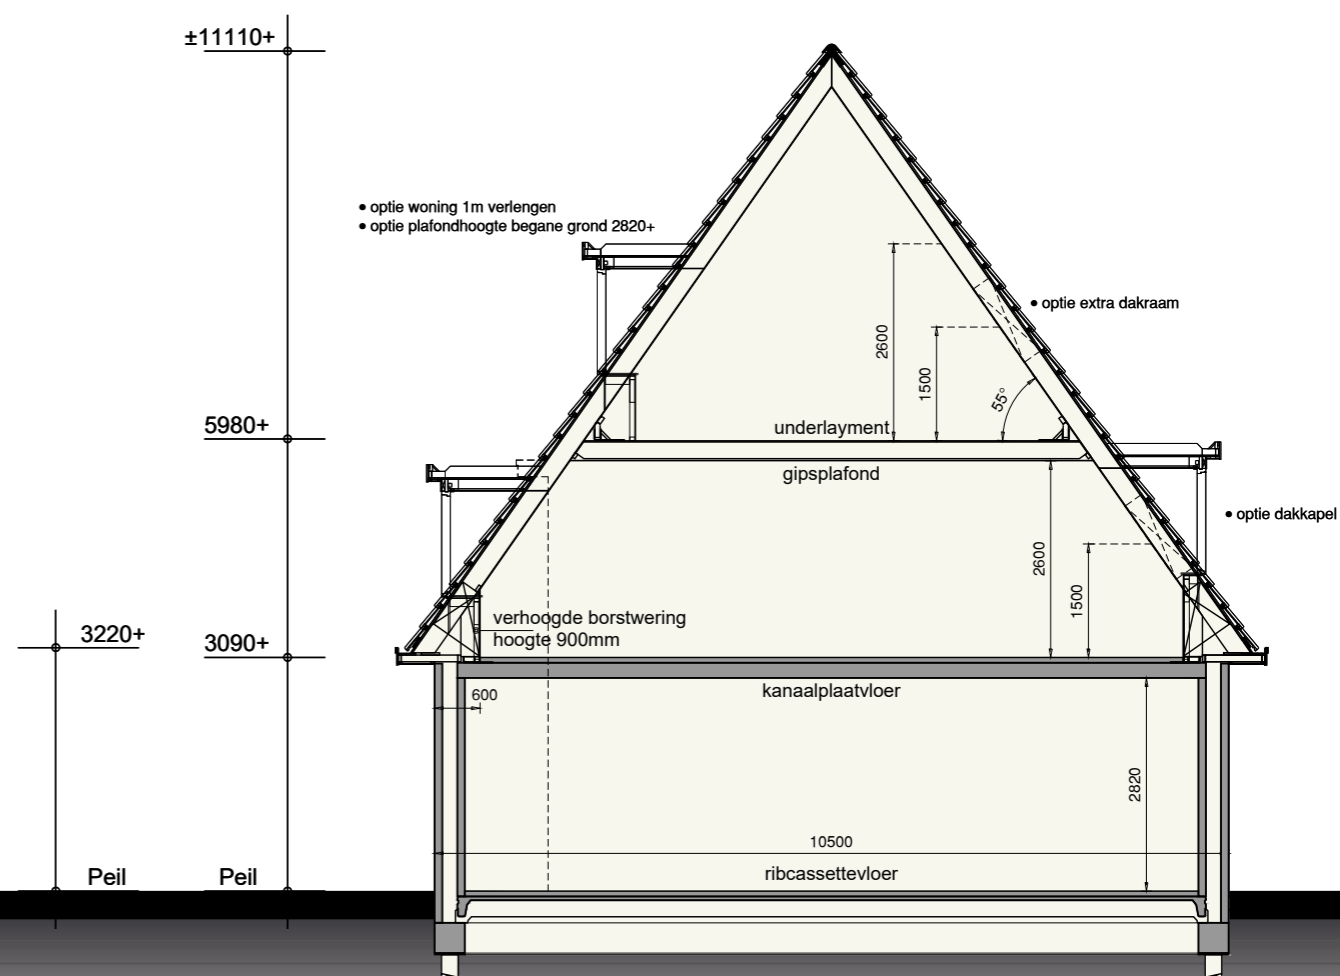 ±11110+
• optie woning 1m verlengen
• optie plafondhoogte begane grond 2820+
• optie extra dakraam
2600
1500
55°
5980+
underlayment
gipsplafond
• optie dakkapel
2600
1500
verhoogde borstwering
hoogte 900mm
3220+
3090+
600
kanaalplaatvloer
2820
10500
ribcassettevloer
Peil
Peil